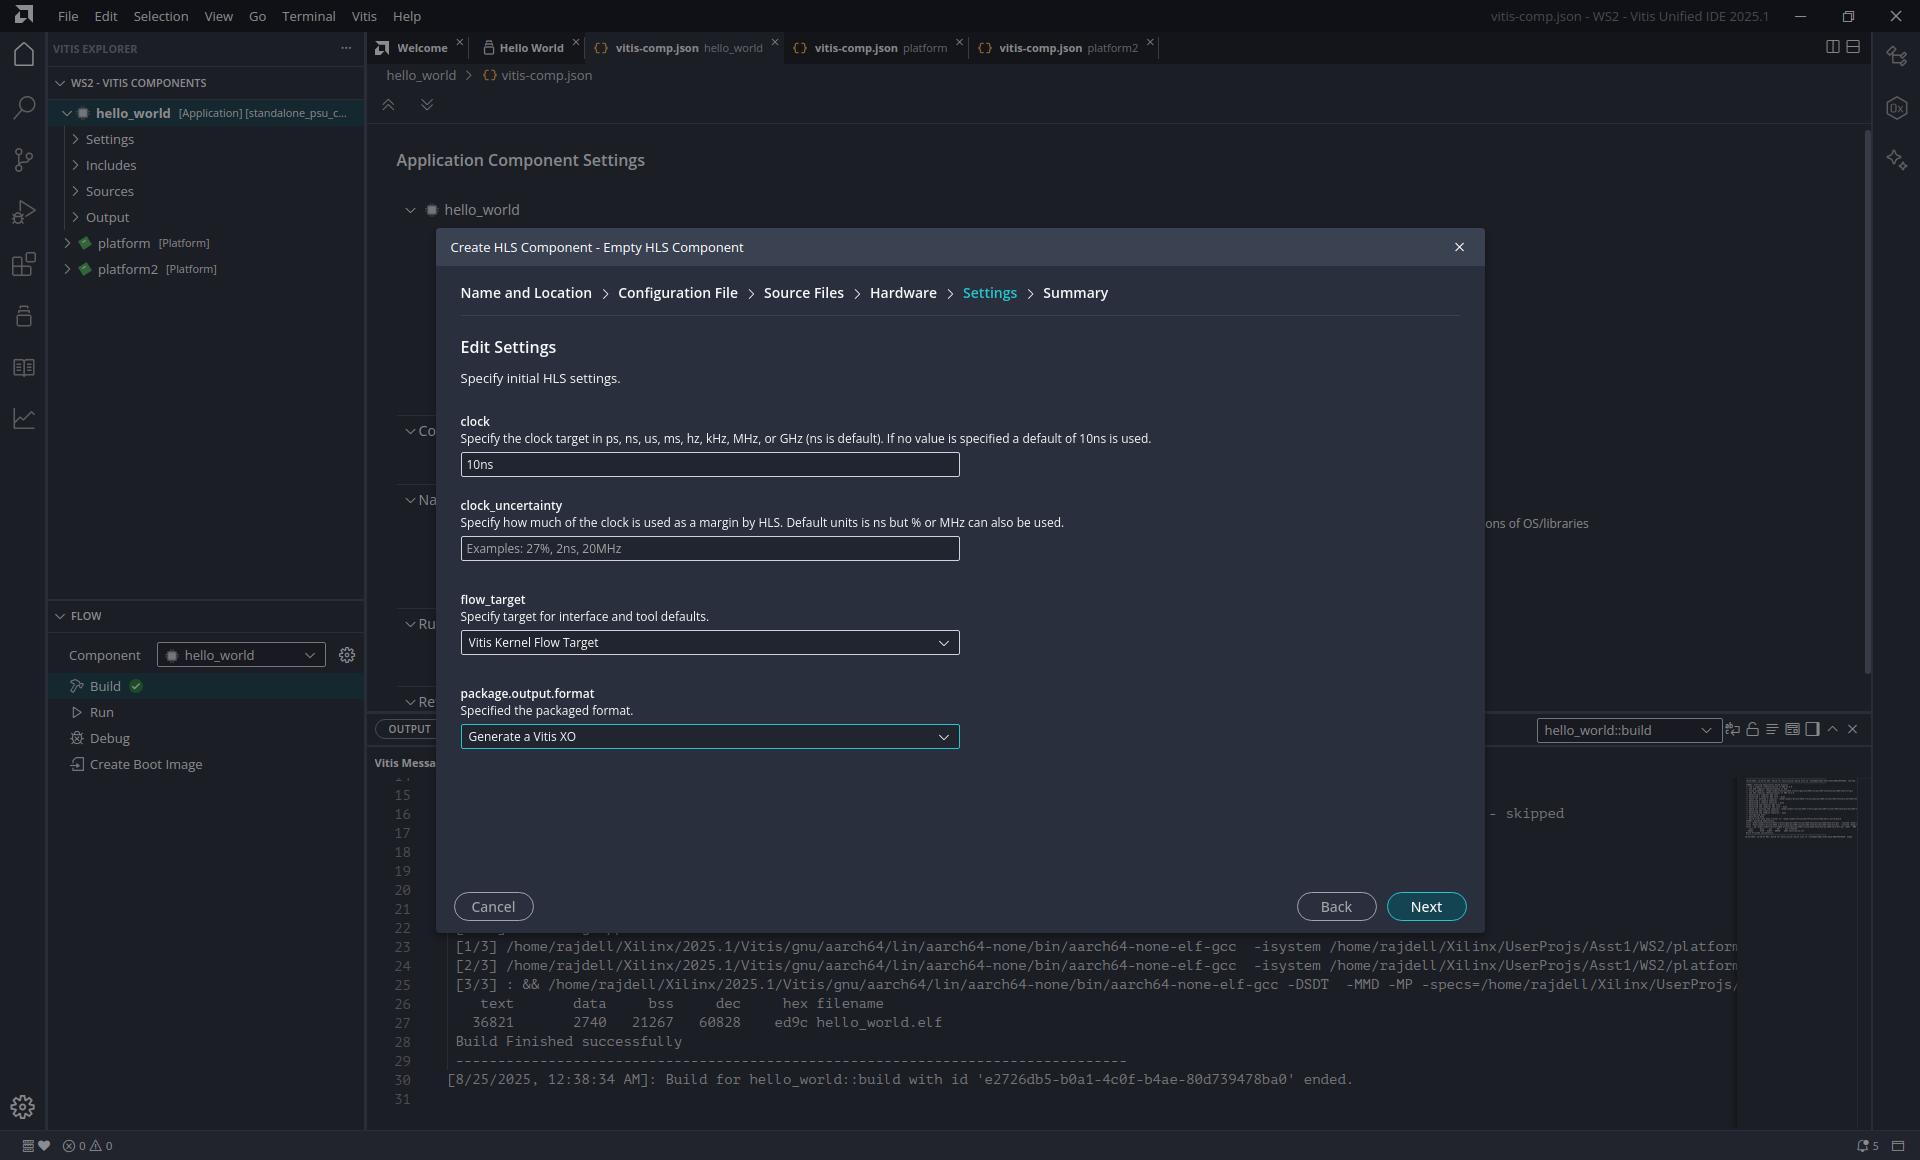 File Edit Selection View Go Terminal Vitis Help
vitis-comp.json - WS2 - Vitis Unified IDE 2025.1
VITIS EXPLORER
Welcome
Hello World
vitis-comp.json hello_world
vitis-comp.json platform
vitis-comp.json platform2
WS2 - VITIS COMPONENTS
hello_world > vitis-comp.json
hello_world [Application] [standalone_psu_c...
Settings
Includes
Sources
Output
platform [Platform]
platform2 [Platform]
Application Component Settings
hello_world
Create HLS Component - Empty HLS Component
Name and Location > Configuration File > Source Files > Hardware > Settings > Summary
Edit Settings
Specify initial HLS settings.
clock
Specify the clock target in ps, ns, us, ms, hz, kHz, MHz, or GHz (ns is default). If no value is specified a default of 10ns is used.
10ns
clock_uncertainty
Specify how much of the clock is used as a margin by HLS. Default units is ns but % or MHz can also be used.
Examples: 27%, 2ns, 20MHz
flow_target
Specify target for interface and tool defaults.
Vitis Kernel Flow Target
package.output.format
Specified the packaged format.
Generate a Vitis XO
Cancel
Back
Next
Co
Na
ons of OS/libraries
Ru
Re
FLOW
Component
hello_world
Build
Run
Debug
Create Boot Image
OUTPUT
hello_world::build
Vitis Messa
15
16 - skipped
17
18
19
20
21
22
23 [1/3] /home/rajdell/Xilinx/2025.1/Vitis/gnu/aarch64/lin/aarch64-none/bin/aarch64-none-elf-gcc -isystem /home/rajdell/Xilinx/UserProjs/Asst1/WS2/platform
24 [2/3] /home/rajdell/Xilinx/2025.1/Vitis/gnu/aarch64/lin/aarch64-none/bin/aarch64-none-elf-gcc -isystem /home/rajdell/Xilinx/UserProjs/Asst1/WS2/platform
25 [3/3] : && /home/rajdell/Xilinx/2025.1/Vitis/gnu/aarch64/lin/aarch64-none/bin/aarch64-none-elf-gcc -DSDT -MMD -MP -specs=/home/rajdell/Xilinx/UserProjs/
26 text data bss dec hex filename
27 36821 2740 21267 60828 ed9c hello_world.elf
28 Build Finished successfully
29 --------------------------------------------------------------------------------
30 [8/25/2025, 12:38:34 AM]: Build for hello_world::build with id 'e2726db5-b0a1-4c0f-b4ae-80d739478ba0' ended.
31
0 0
5